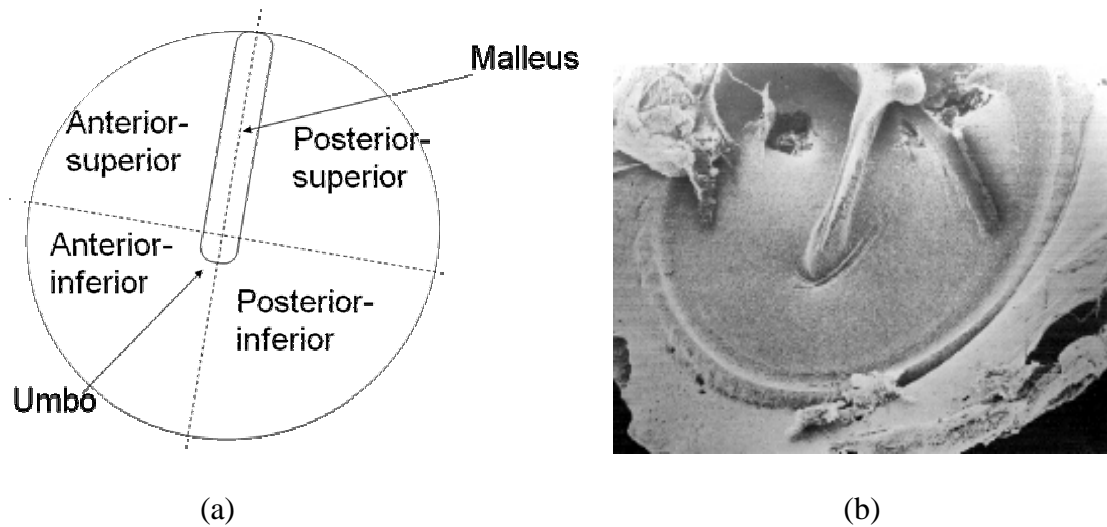 Malleus
Anterior-
superior
Posterior-
superior
Anterior-
inferior
Posterior-
inferior
Umbo
(a)
(b)